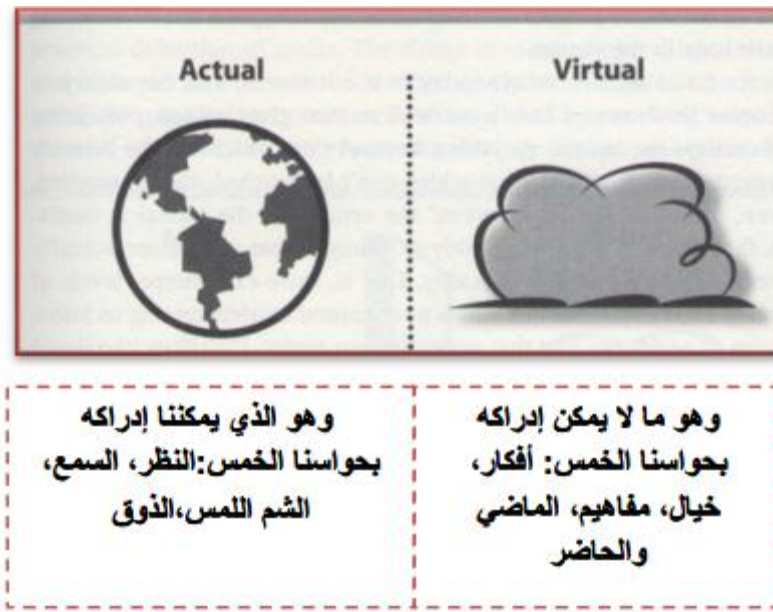 Actual
Virtual
وهو الذي يمكننا إدراكه
بحواسنا الخمس:النظر، السمع،
الشم اللمس،الذوق
وهو ما لا يمكن إدراكه
بحواسنا الخمس: أفكار،
خيال، مفاهيم، الماضي
والحاضر